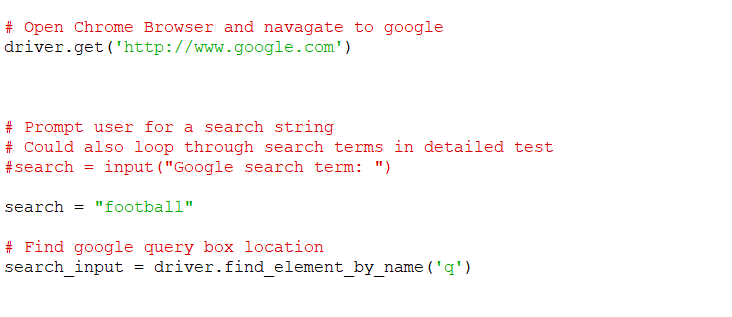 # Open Chrome Browser and navagate to google
driver.get('http://www.google.com')
# Prompt user for a search string
# Could also loop through search terms in detailed test
#search = input("Google search term: ")
search = "football"
# Find google query box location
search_input = driver.find_element_by_name('q')